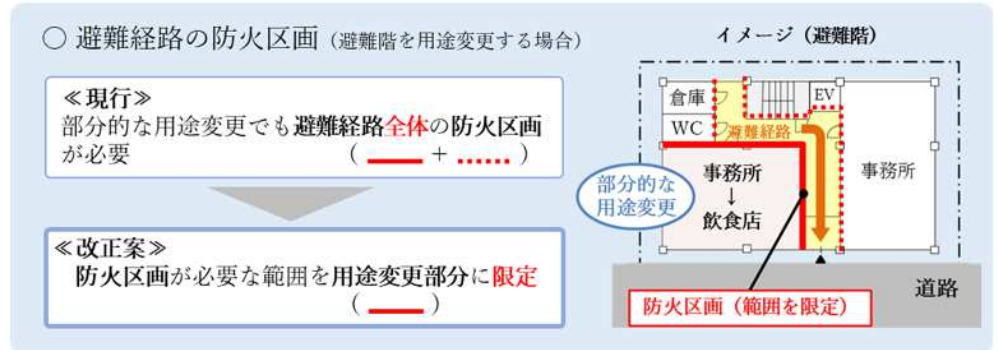 ○ 避難経路の防火区画（避難階を用途変更する場合）
≪現行≫
部分的な用途変更でも避難経路全体の防火区画
が必要 （ + ）
≪改正案≫
防火区画が必要な範囲を用途変更部分に限定
（ ）
イメージ（避難階）
倉庫
EV
WC
避難経路
部分的な
用途変更
事務所
↓
飲食店
事務所
道路
防火区画（範囲を限定）